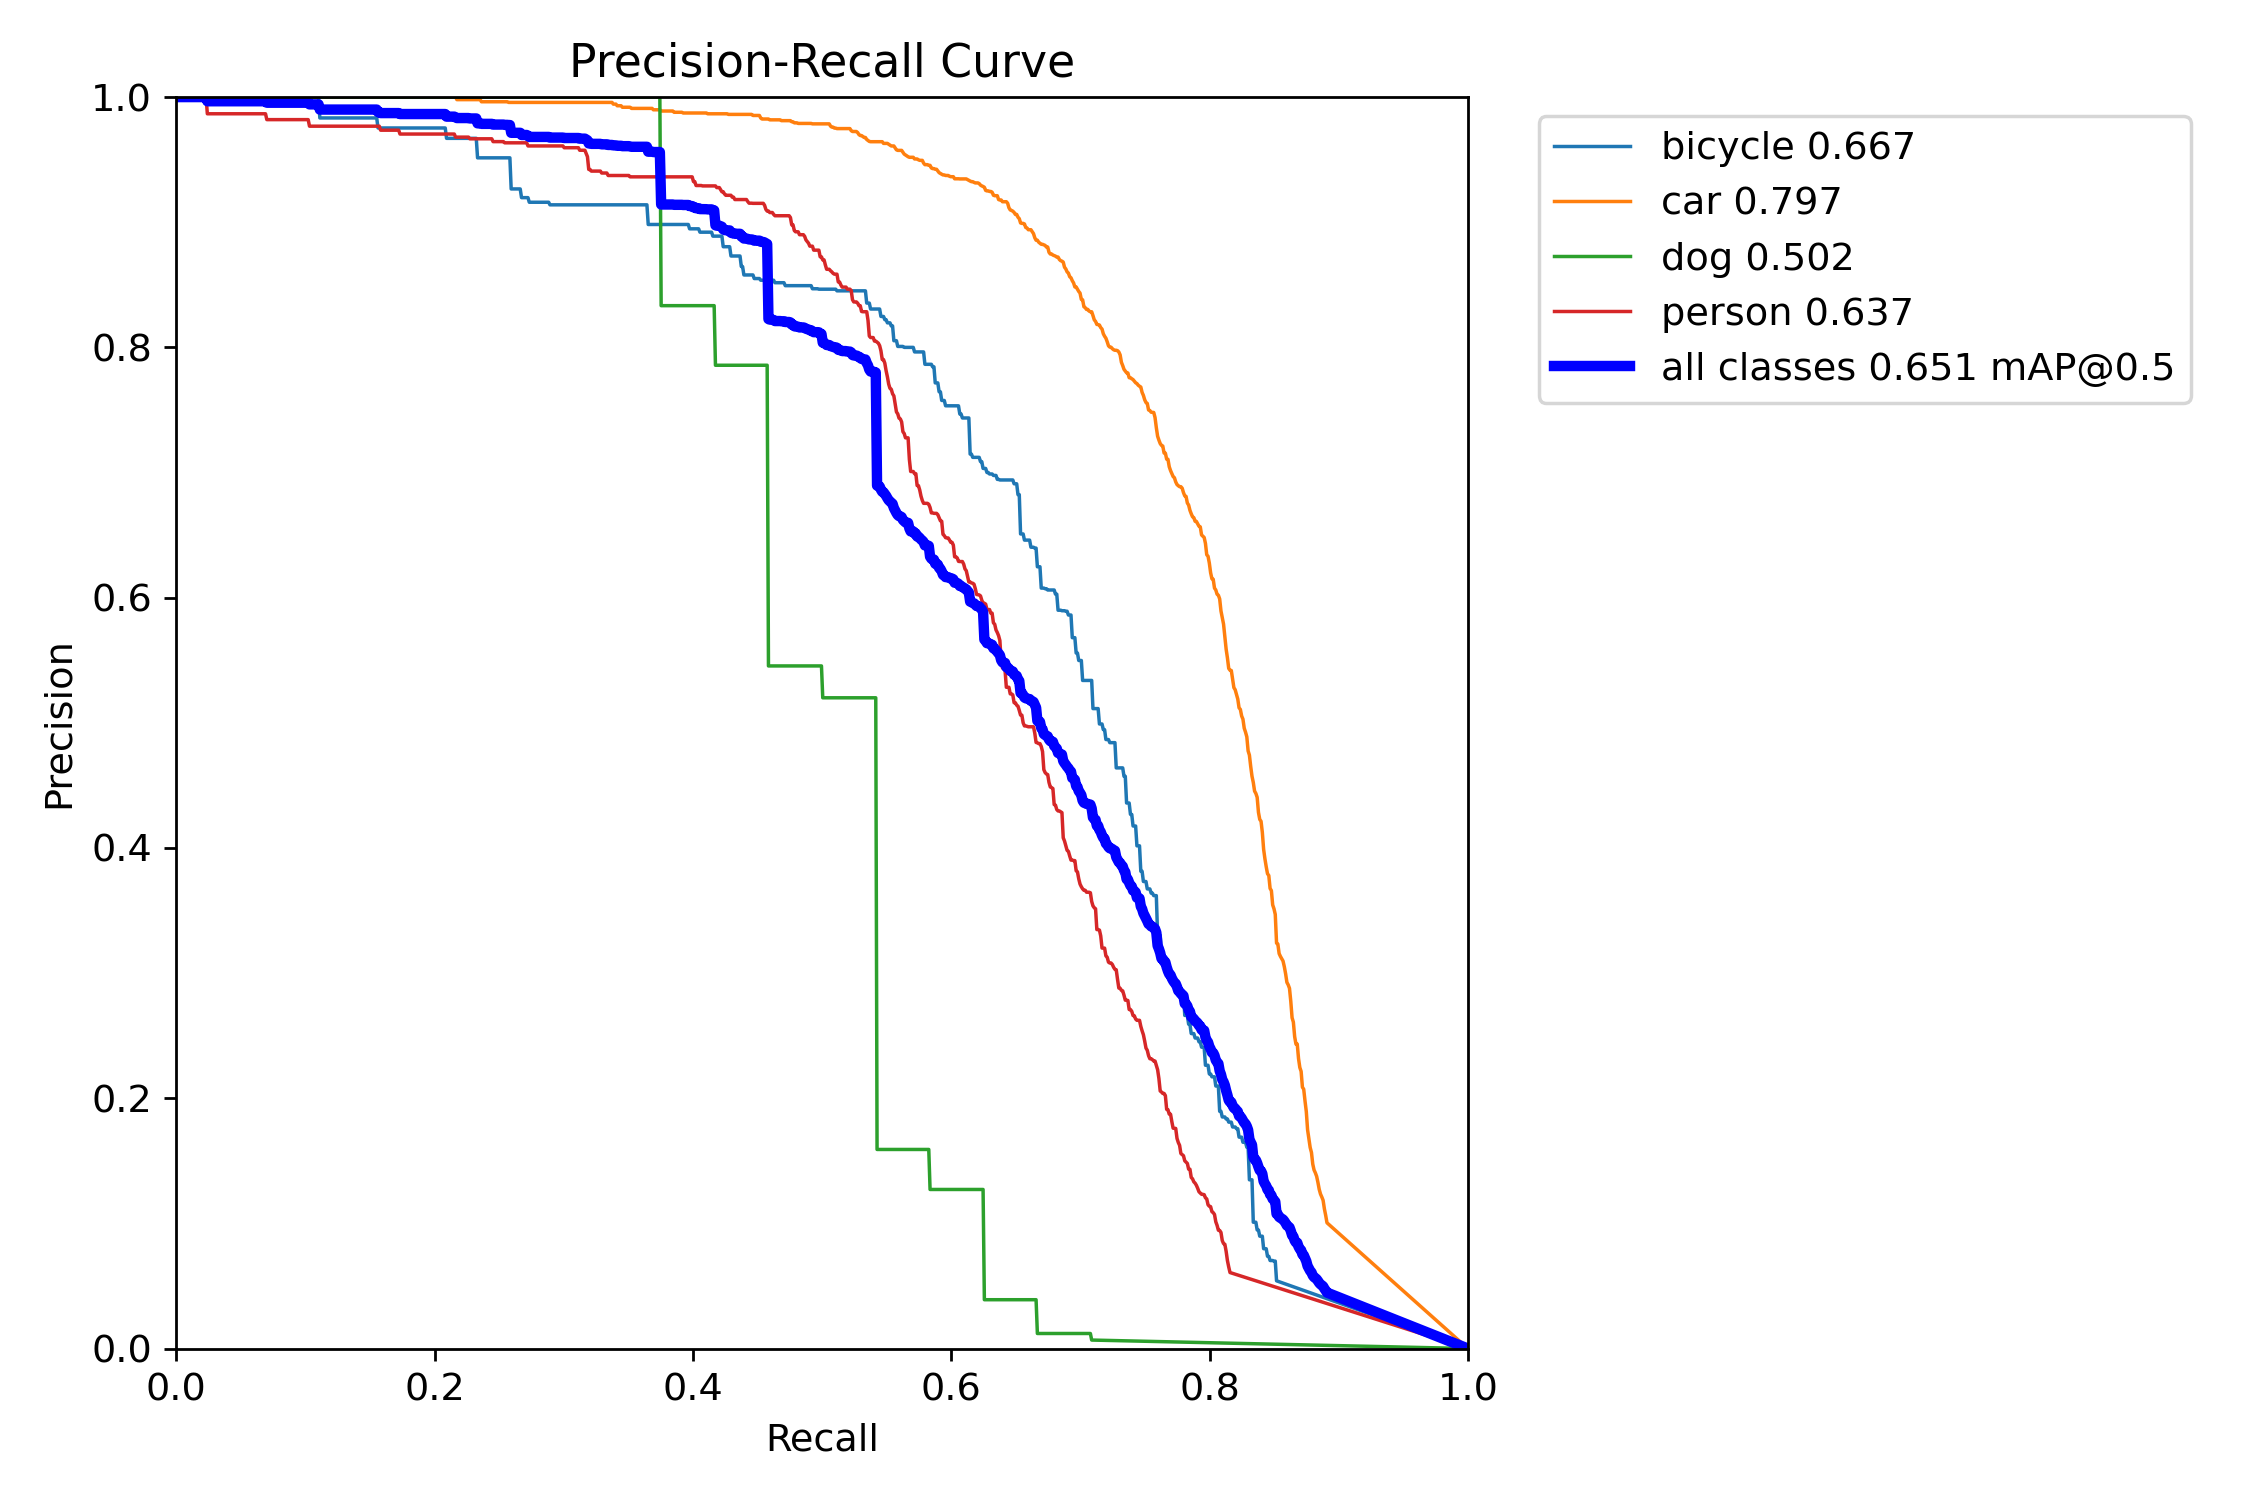 Precision-Recall Curve
1.0
0.8
0.6
0.4
0.2
0.0
Precision
0.0 0.2 0.4 0.6 0.8 1.0
Recall
bicycle 0.667
car 0.797
dog 0.502
person 0.637
all classes 0.651 mAP@0.5